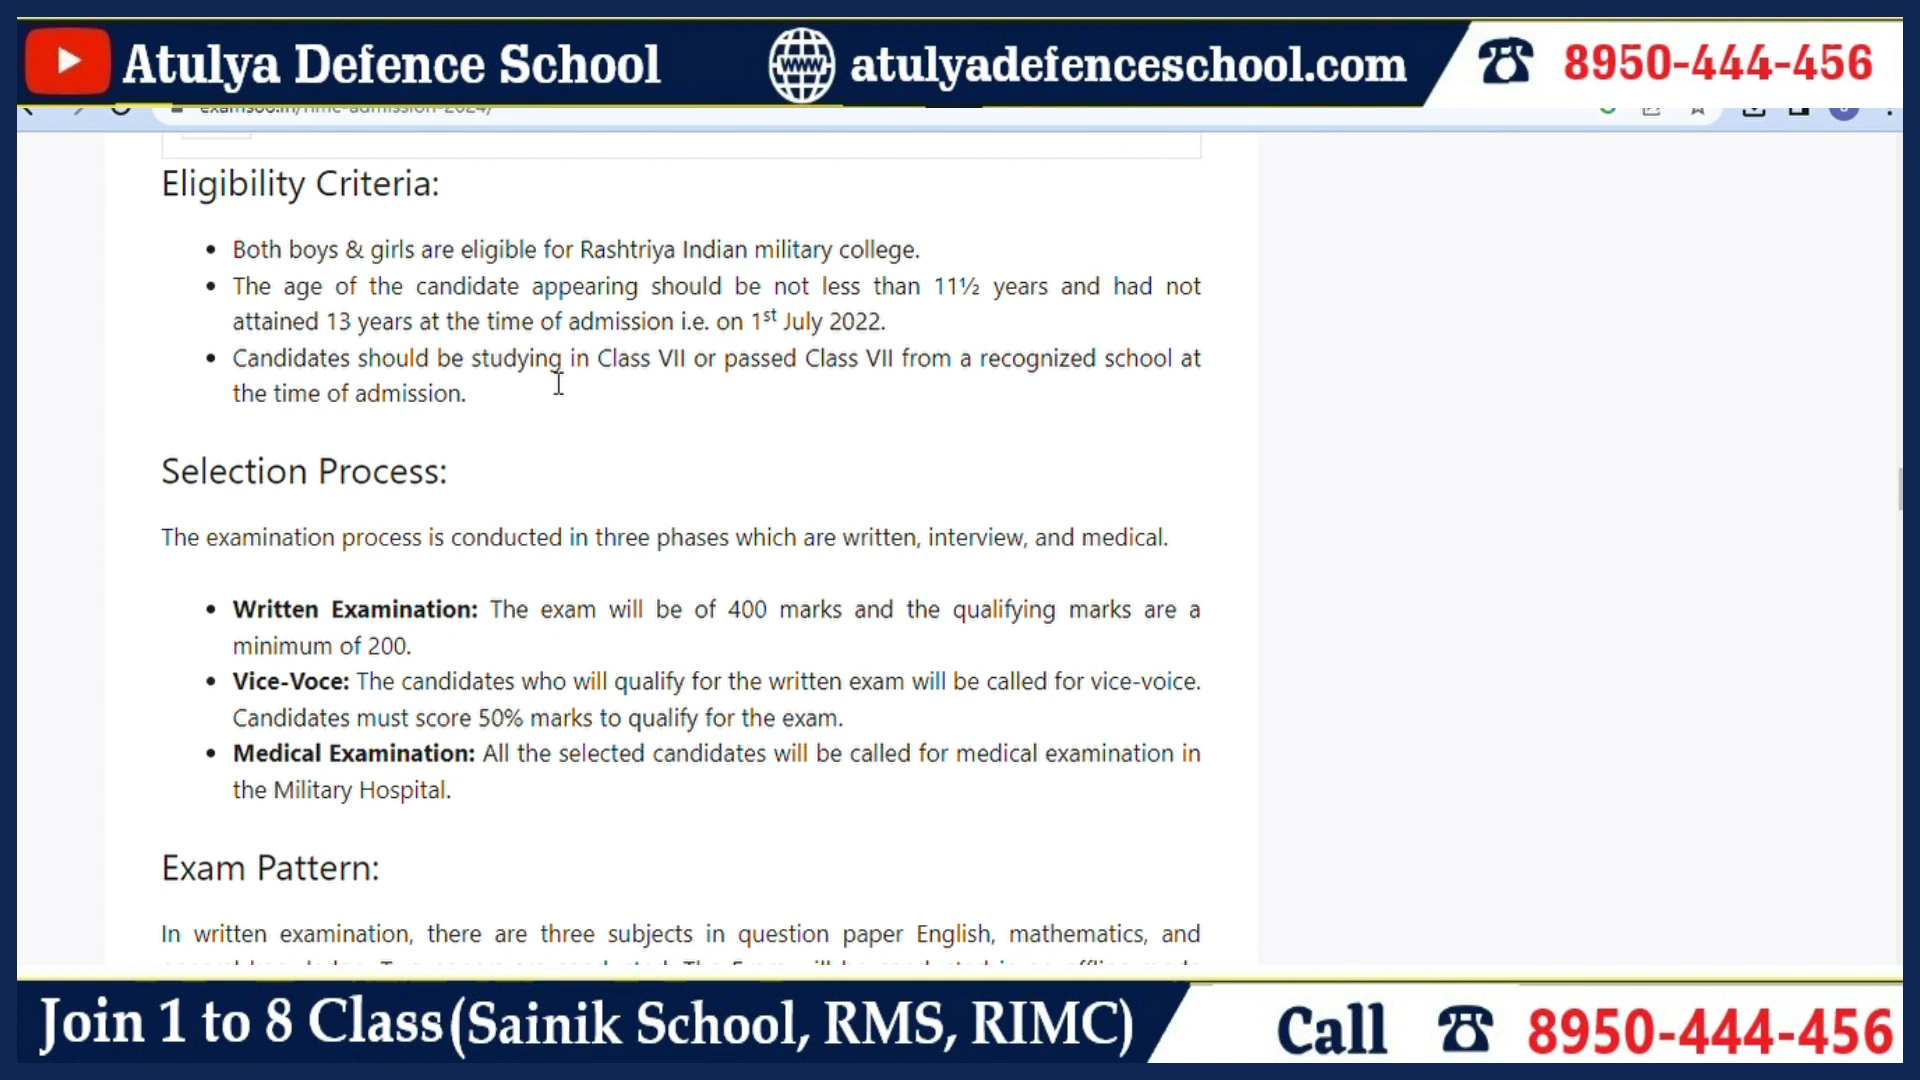 Atulya Defence School
www
atulyadefenceschool.com
8950-444-456
Eligibility Criteria:
• Both boys & girls are eligible for Rashtriya Indian military college.
• The age of the candidate appearing should be not less than 11½ years and had not
attained 13 years at the time of admission i.e. on 1st July 2022.
• Candidates should be studying in Class VII or passed Class VII from a recognized school at
the time of admission.
Selection Process:
The examination process is conducted in three phases which are written, interview, and medical.
• Written Examination: The exam will be of 400 marks and the qualifying marks are a
minimum of 200.
• Vice-Voce: The candidates who will qualify for the written exam will be called for vice-voice.
Candidates must score 50% marks to qualify for the exam.
• Medical Examination: All the selected candidates will be called for medical examination in
the Military Hospital.
Exam Pattern:
In written examination, there are three subjects in question paper English, mathematics, and
Join 1 to 8 Class (Sainik School, RMS, RIMC)
Call
8950-444-456